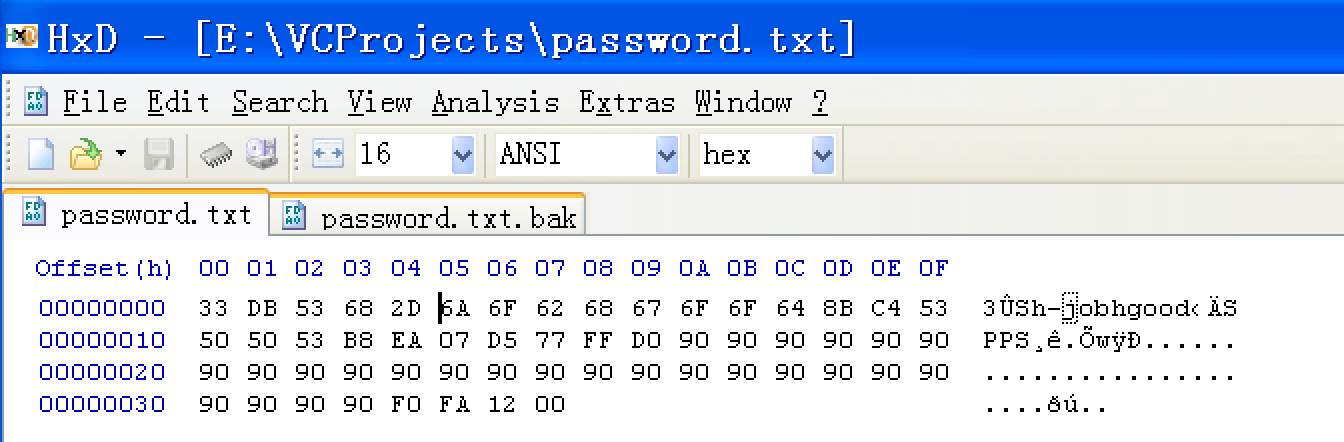 HxD - [E:\VCProjects\password.txt]
File Edit Search View Analysis Extras Window ?
16 ANSI hex
password.txt password.txt.bak
Offset(h) 00 01 02 03 04 05 06 07 08 09 0A 0B 0C 0D 0E 0F
00000000 33 DB 53 68 2D 6A 6F 62 68 67 6F 6F 64 8B C4 53 3ÛSh-jobhgood‹ÄS
00000010 50 50 50 53 B8 EA 07 D5 77 FF D0 90 90 90 90 90 PPPS¸ê.ÕwÿÐ.....
00000020 90 90 90 90 90 90 90 90 90 90 90 90 90 90 90 90 ................
00000030 90 90 90 90 F0 FA 12 00 ....ðú..